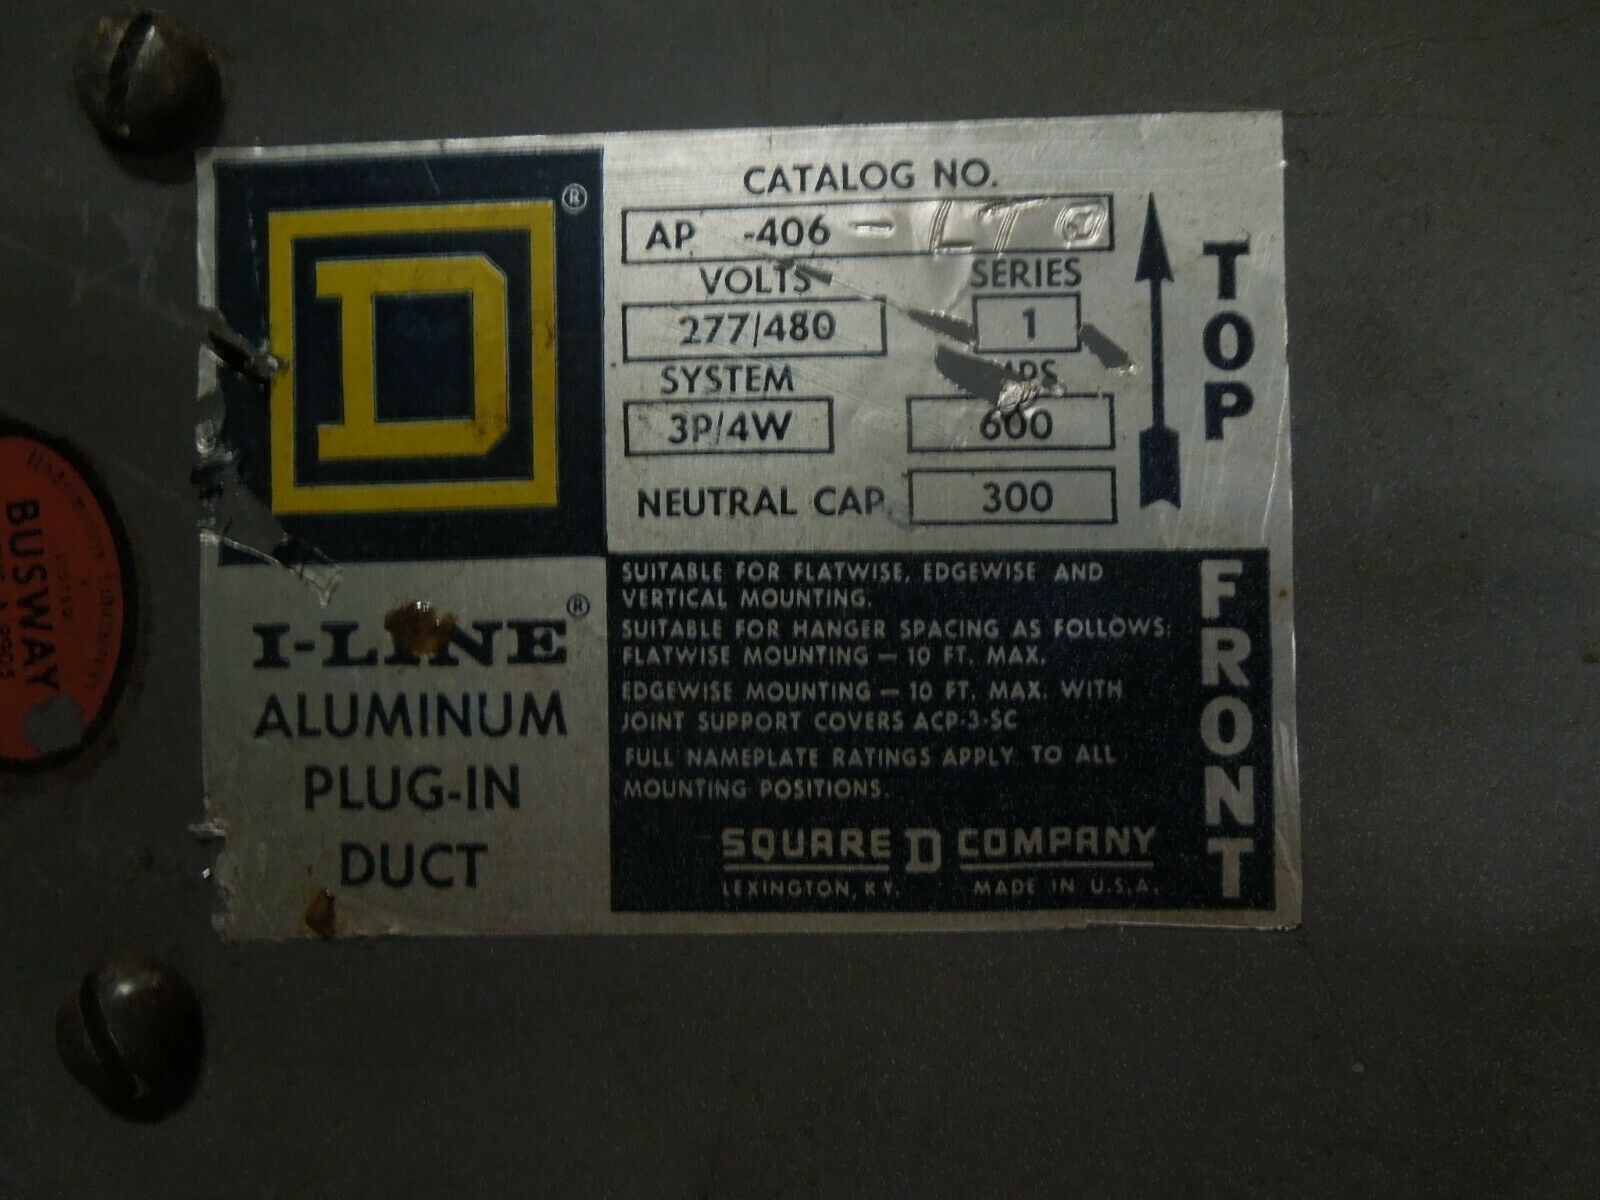 CATALOG NO.
AP -406 - LTO
VOLTS SERIES
277/480 1
SYSTEM
3P/4W 600
NEUTRAL CAP. 300
TOP
D ®
I-LINE ®
ALUMINUM
PLUG-IN
DUCT
SUITABLE FOR FLATWISE, EDGEWISE AND
VERTICAL MOUNTING.
SUITABLE FOR HANGER SPACING AS FOLLOWS:
FLATWISE MOUNTING — 10 FT. MAX.
EDGEWISE MOUNTING — 10 FT. MAX. WITH
JOINT SUPPORT COVERS ACP-3-SC
FULL NAMEPLATE RATINGS APPLY TO ALL
MOUNTING POSITIONS.
SQUARE D COMPANY
LEXINGTON, KY. MADE IN U.S.A.
FRONT
BUSWAY